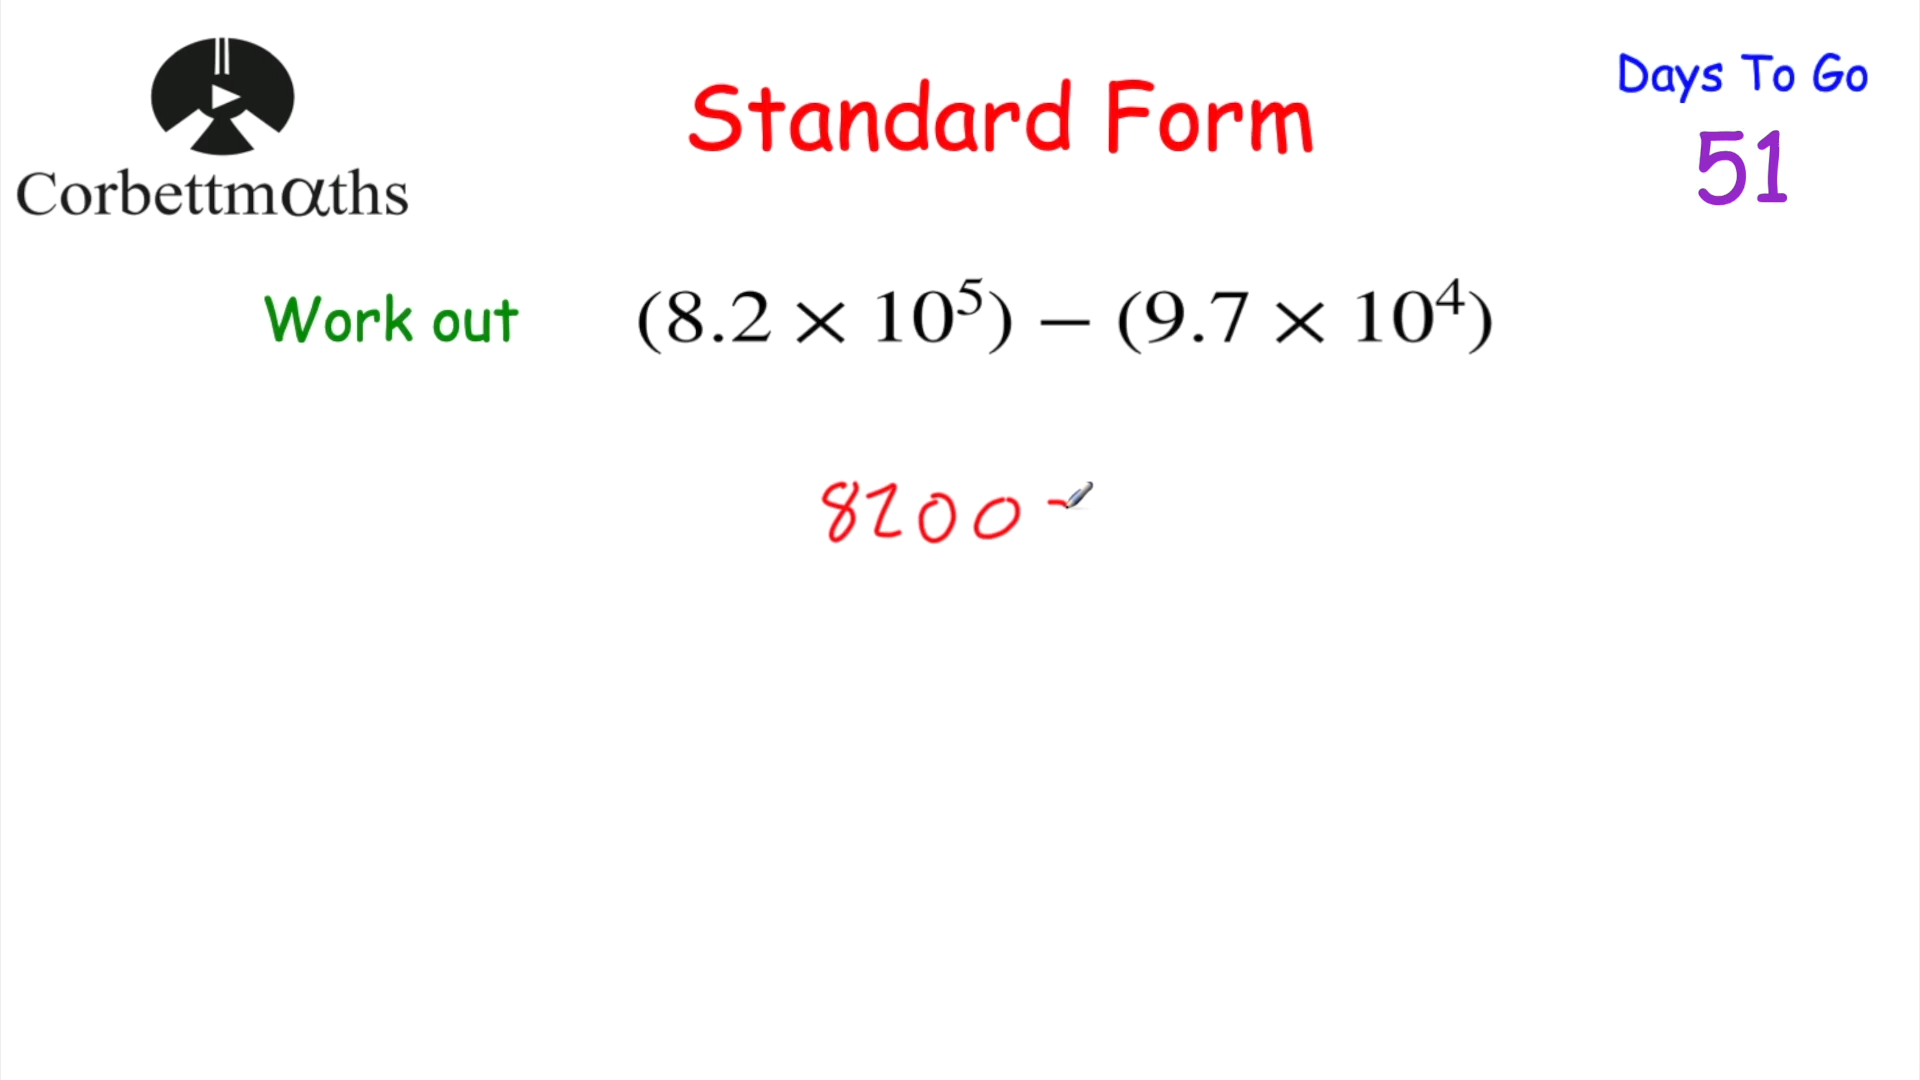 Corbettmαths
Standard Form
Days To Go
51
Work out (8.2 × 10⁵) – (9.7 × 10⁴)
8200